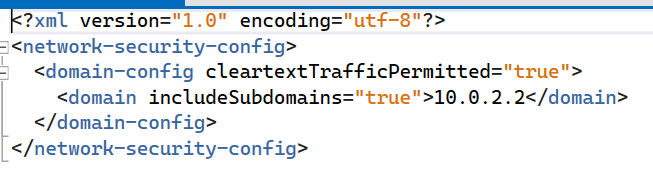 <?xml version="1.0" encoding="utf-8"?>
<network-security-config>
<domain-config cleartextTrafficPermitted="true">
<domain includeSubdomains="true">10.0.2.2</domain>
</domain-config>
</network-security-config>